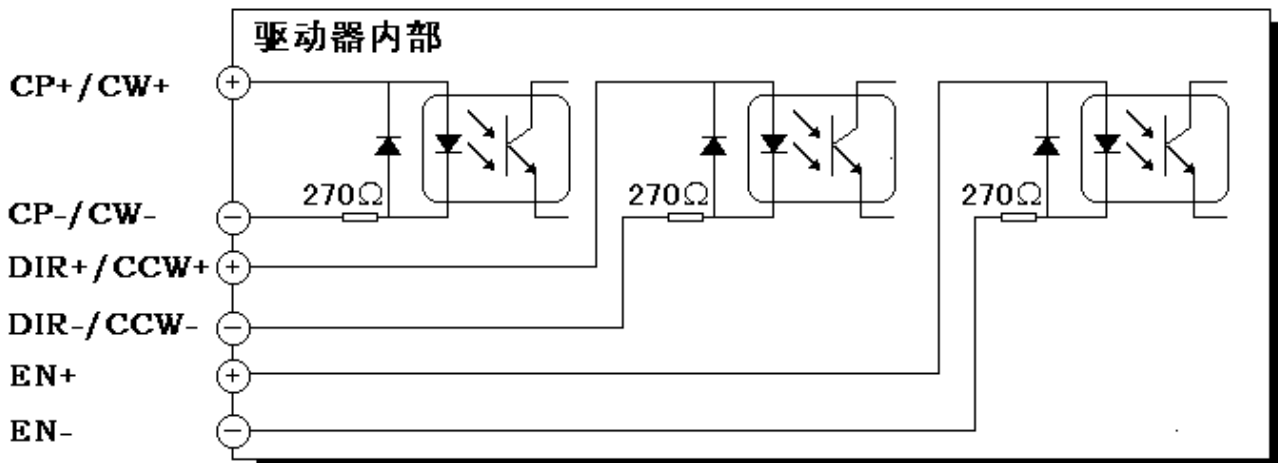 驱动器内部
CP+/CW+
CP-/CW-
DIR+/CCW+
DIR-/CCW-
EN+
EN-
270Ω
270Ω
270Ω